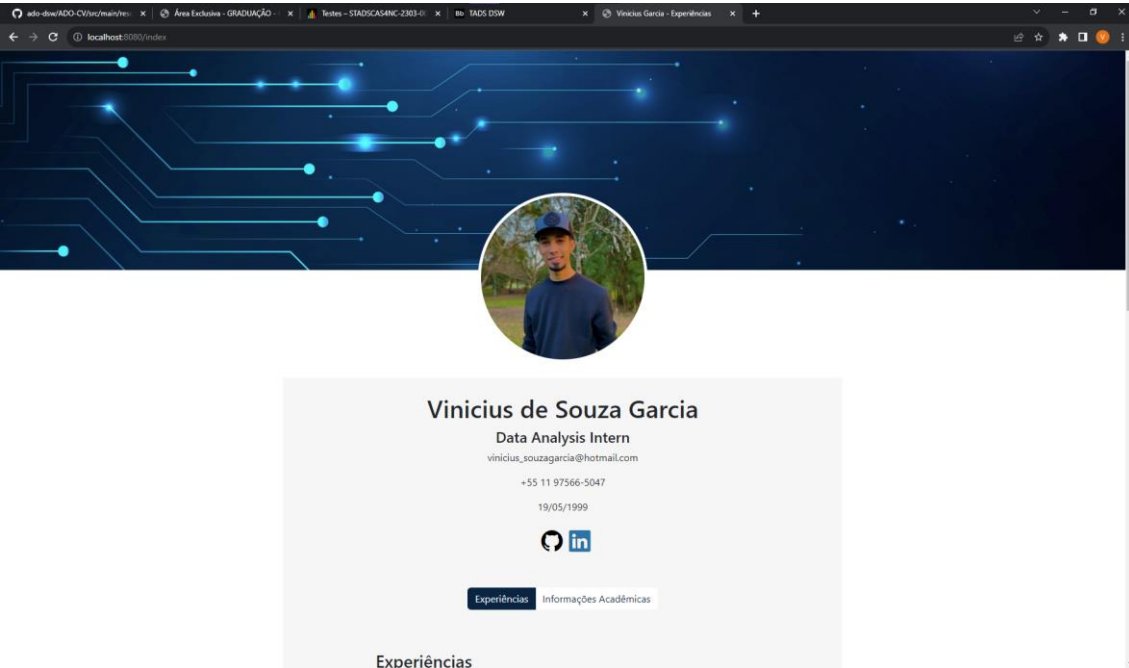 ado-dsw/ADO-CV/src/main/res
Área Exclusiva - GRADUAÇÃO -
Testes – STADSCAS4NC-2303-0
Bb TADS DSW
Vinicius Garcia - Experiências
localhost:8080/index
V
Vinicius de Souza Garcia
Data Analysis Intern
vinicius_souzagarcia@hotmail.com
+55 11 97566-5047
19/05/1999
in
Experiências Informações Acadêmicas
Experiências